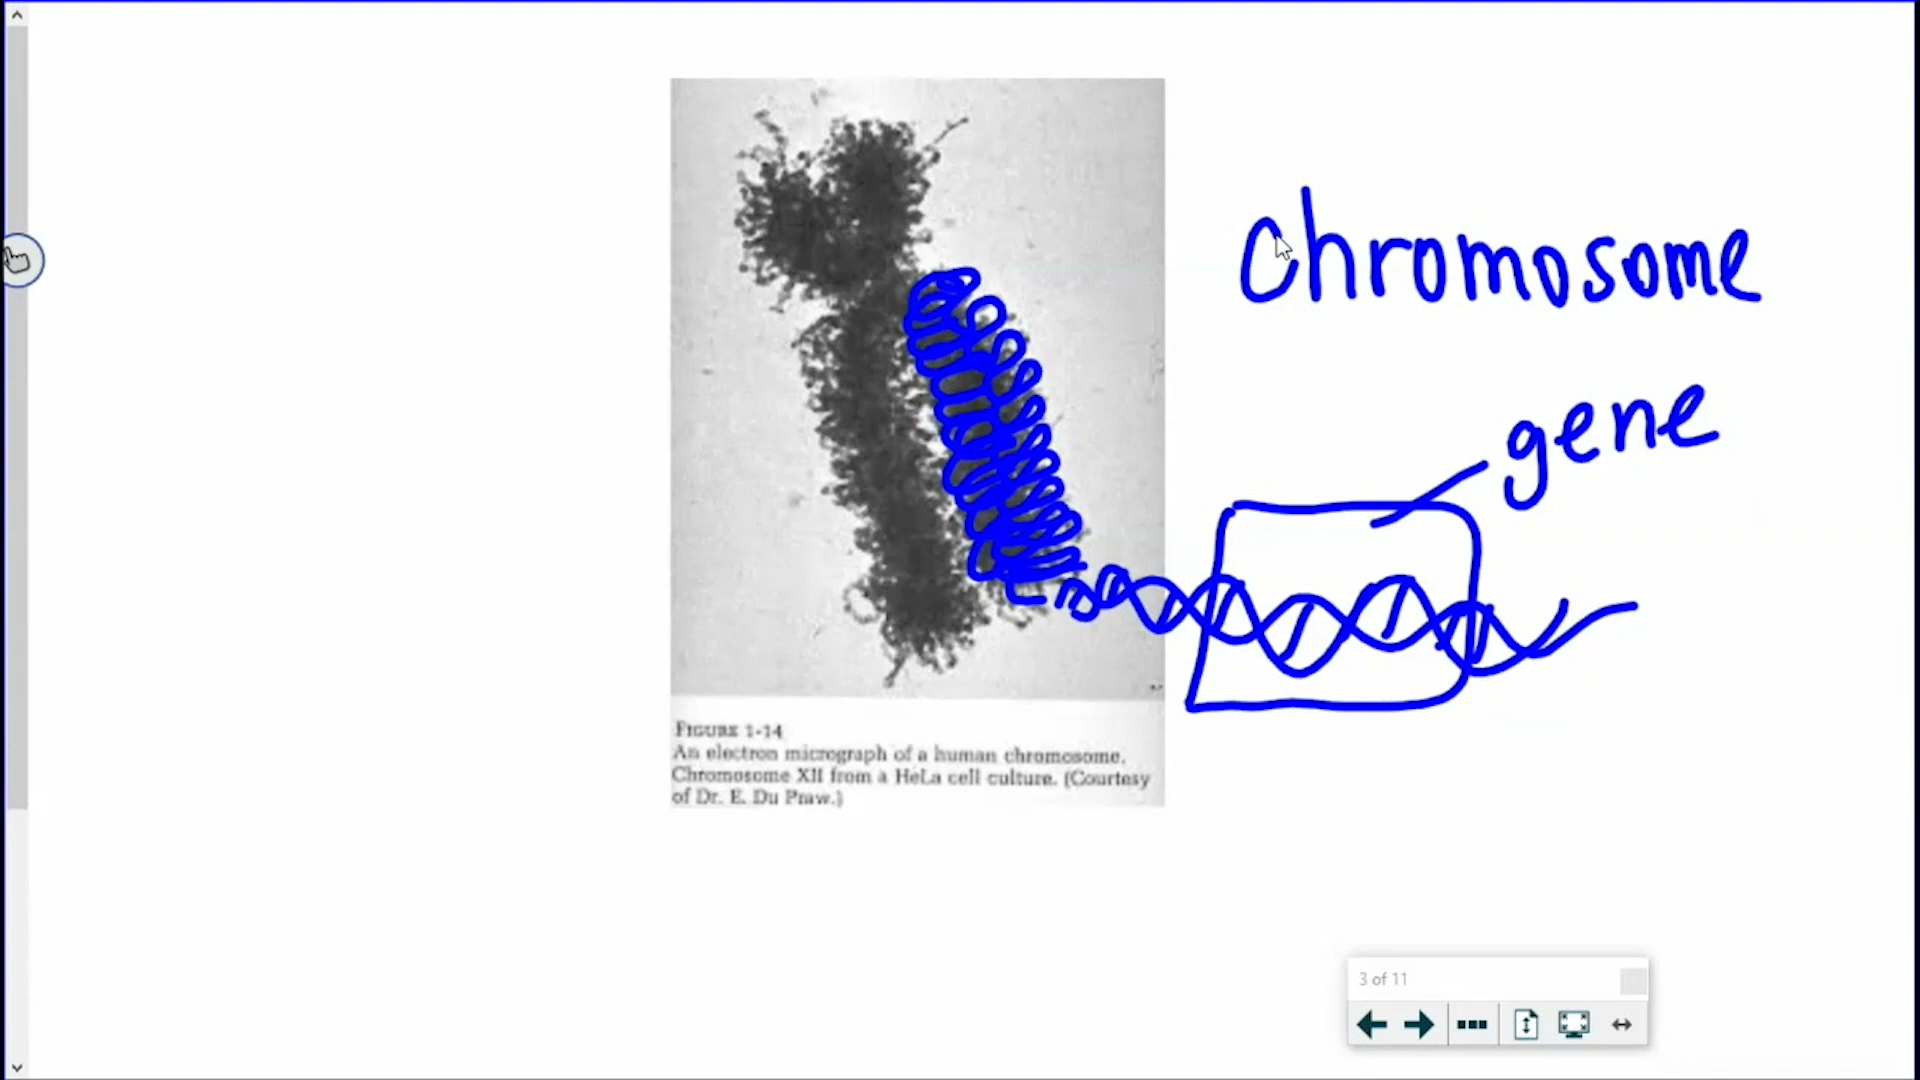 chromosome
gene
FIGURE 1-14
An electron micrograph of a human chromosome.
Chromosome XII from a HeLa cell culture. (Courtesy
of Dr. E. Du Praw.)
3 of 11